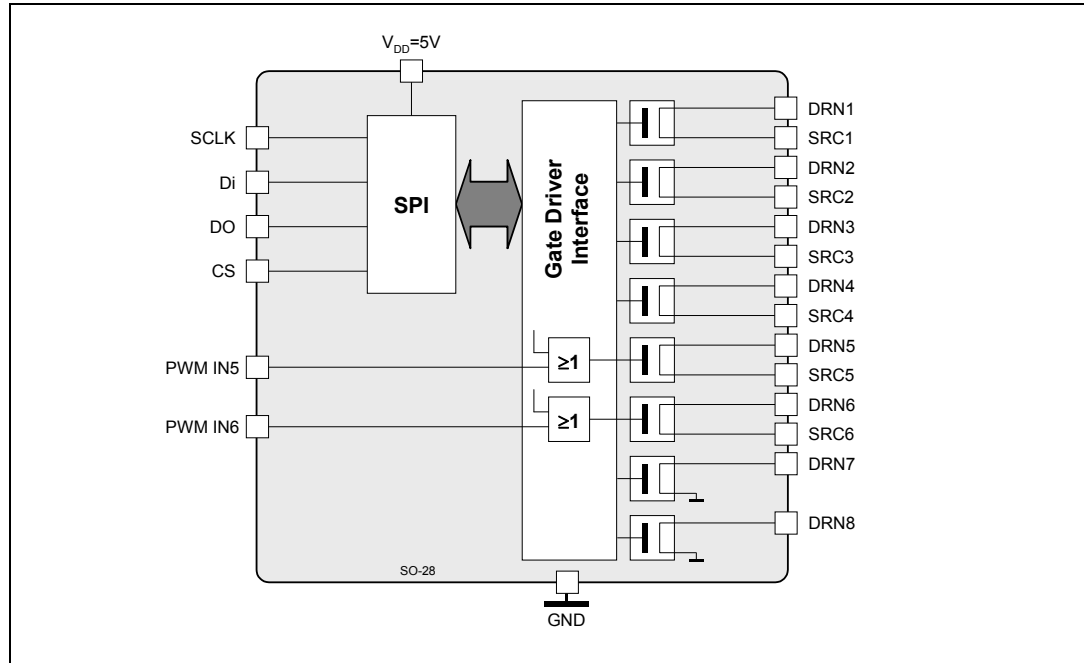 V_DD=5V
SCLK
Di
DO
CS
PWM IN5
PWM IN6
SPI
Gate Driver
Interface
≥1
≥1
DRN1
SRC1
DRN2
SRC2
DRN3
SRC3
DRN4
SRC4
DRN5
SRC5
DRN6
SRC6
DRN7
DRN8
SO-28
GND